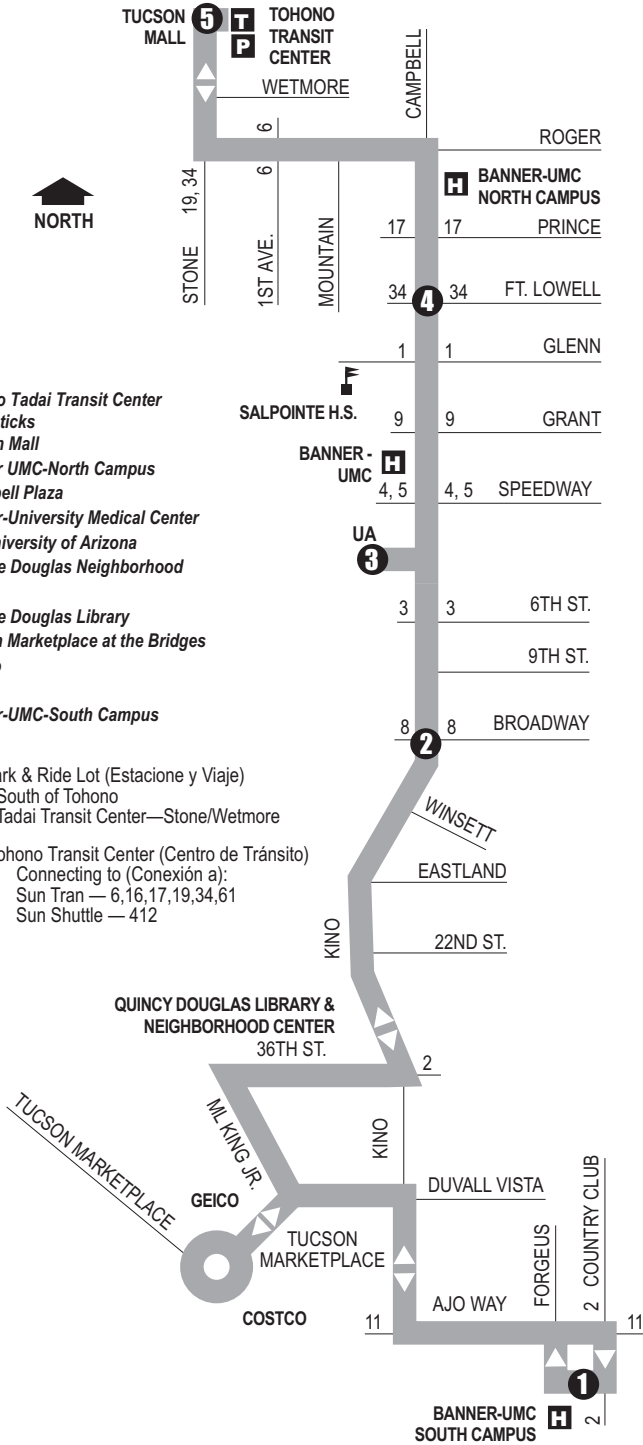 TUCSON
MALL
5
T
P
TOHONO
TRANSIT
CENTER
WETMORE
CAMPBELL
6
6
ROGER
NORTH
STONE 19, 34
1ST AVE.
MOUNTAIN
H
BANNER-UMC
NORTH CAMPUS
17 17 PRINCE
34 4 34 FT. LOWELL
1 1 GLENN
SALPOINTE H.S.
9 9 GRANT
BANNER -
UMC
H
4, 5 4, 5 SPEEDWAY
UA
3
3 3 6TH ST.
9TH ST.
8 8 BROADWAY
2
o Tadai Transit Center
ticks
n Mall
r UMC-North Campus
bell Plaza
r-University Medical Center
niversity of Arizona
e Douglas Neighborhood
e Douglas Library
n Marketplace at the Bridges
o
r-UMC-South Campus
ark & Ride Lot (Estacione y Viaje)
South of Tohono
Tadai Transit Center—Stone/Wetmore
ohono Transit Center (Centro de Tránsito)
Connecting to (Conexión a):
Sun Tran — 6,16,17,19,34,61
Sun Shuttle — 412
WINSETT
EASTLAND
KINO
22ND ST.
QUINCY DOUGLAS LIBRARY &
NEIGHBORHOOD CENTER
36TH ST.
2
TUCSON MARKETPLACE
ML KING JR.
KINO
GEICO
DUVALL VISTA
TUCSON
MARKETPLACE
COSTCO
FORGEUS
2 COUNTRY CLUB
AJO WAY
11 11
1
BANNER-UMC
SOUTH CAMPUS
H
2